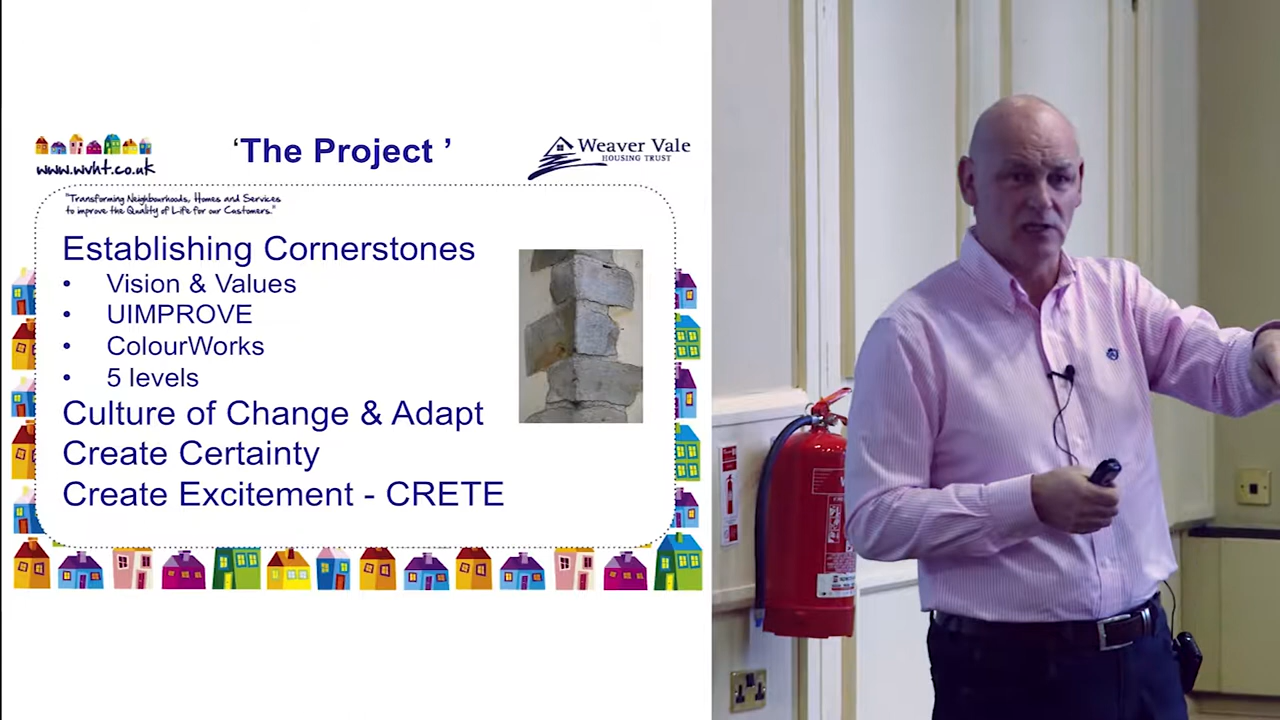 ‘The Project ’
www.wvht.co.uk
Weaver Vale
HOUSING TRUST
"Transforming Neighbourhoods, Homes and Services
to improve the Quality of Life for our Customers."
Establishing Cornerstones
• Vision & Values
• UIMPROVE
• ColourWorks
• 5 levels
Culture of Change & Adapt
Create Certainty
Create Excitement - CRETE